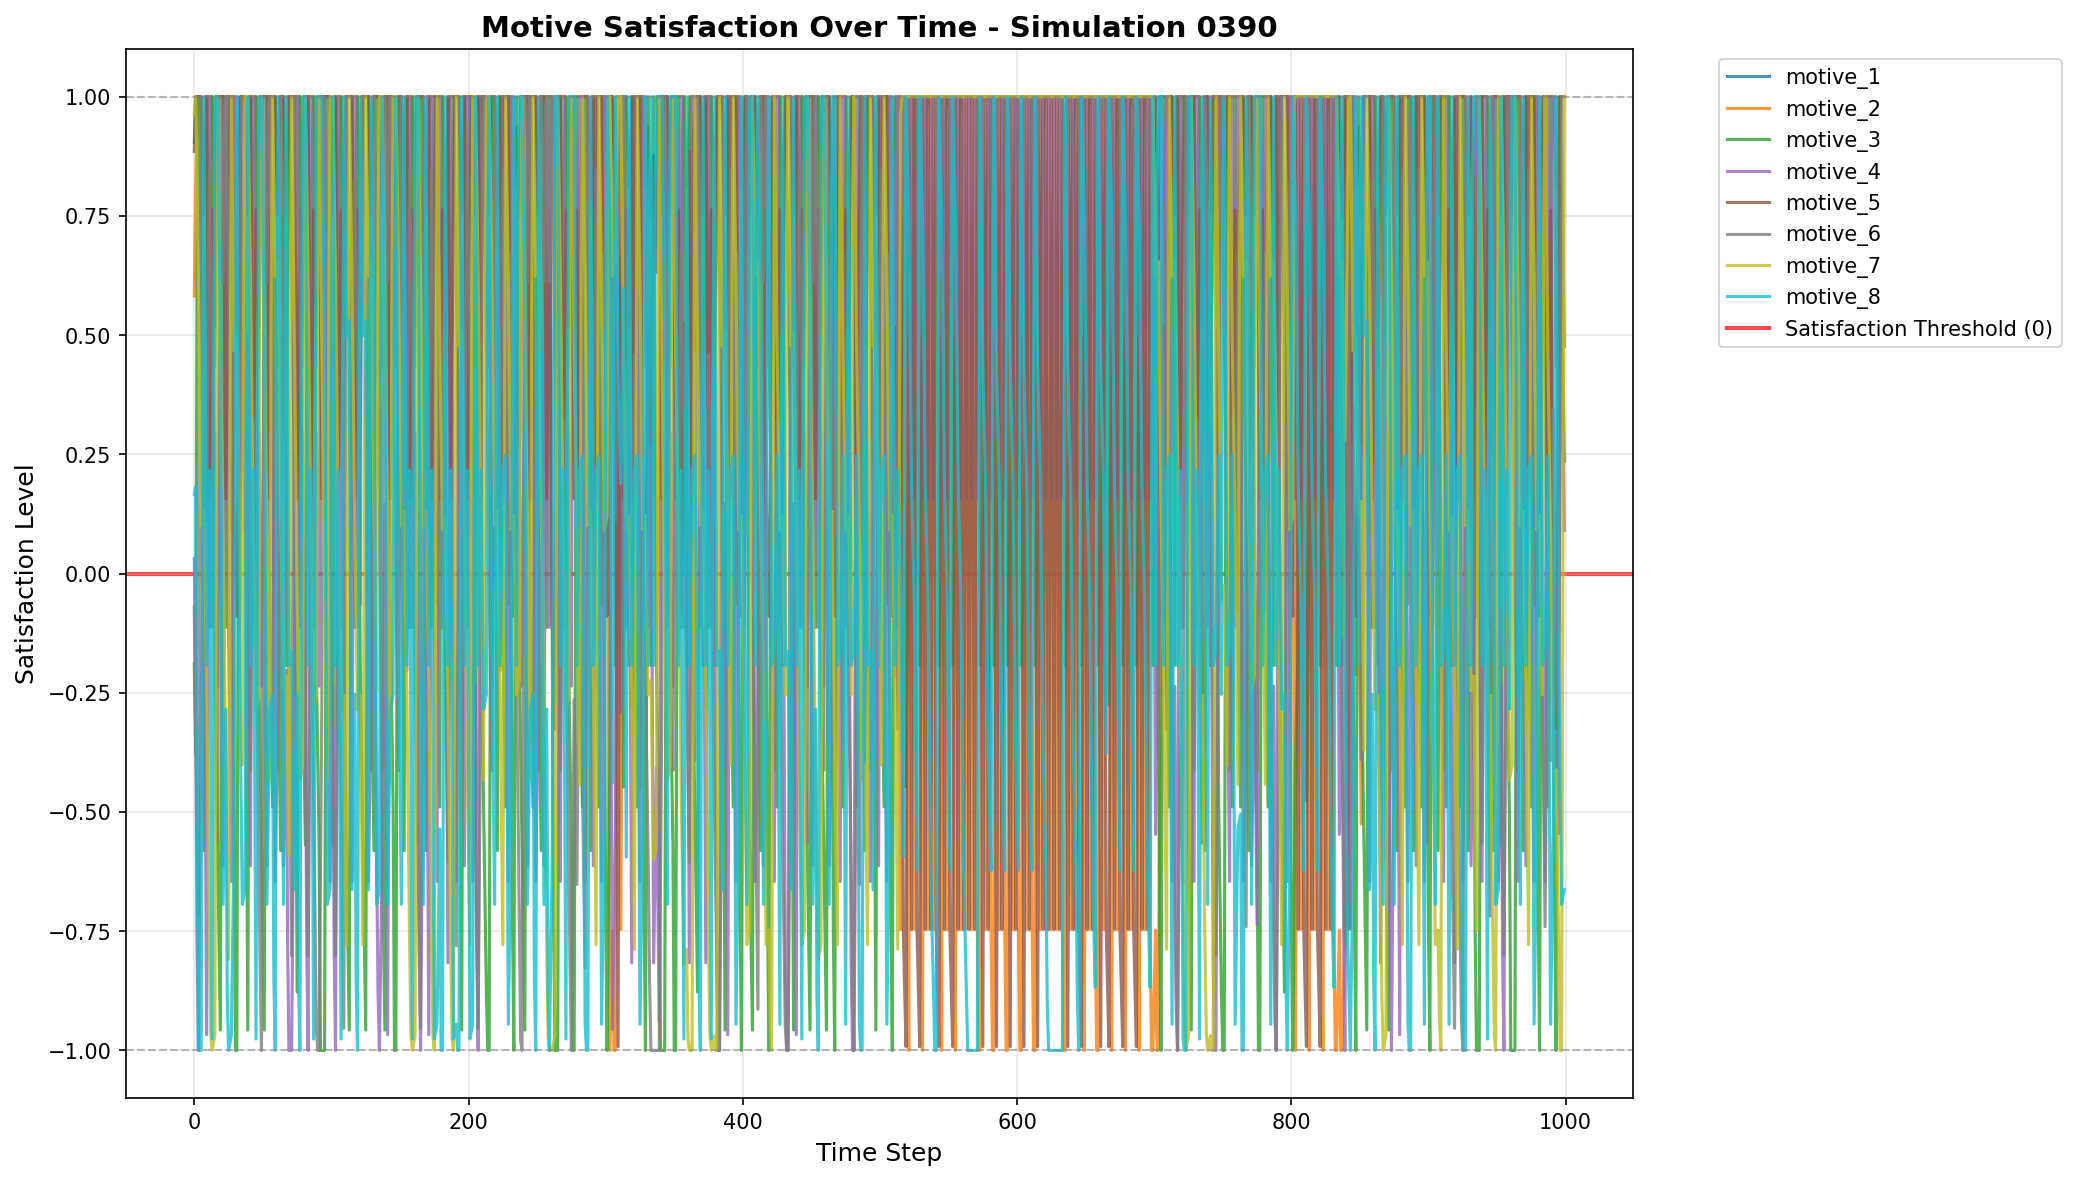 Motive Satisfaction Over Time - Simulation 0390
1.00
0.75
0.50
0.25
0.00
−0.25
−0.50
−0.75
−1.00
Satisfaction Level
0
200
400
600
800
1000
Time Step
motive_1
motive_2
motive_3
motive_4
motive_5
motive_6
motive_7
motive_8
Satisfaction Threshold (0)